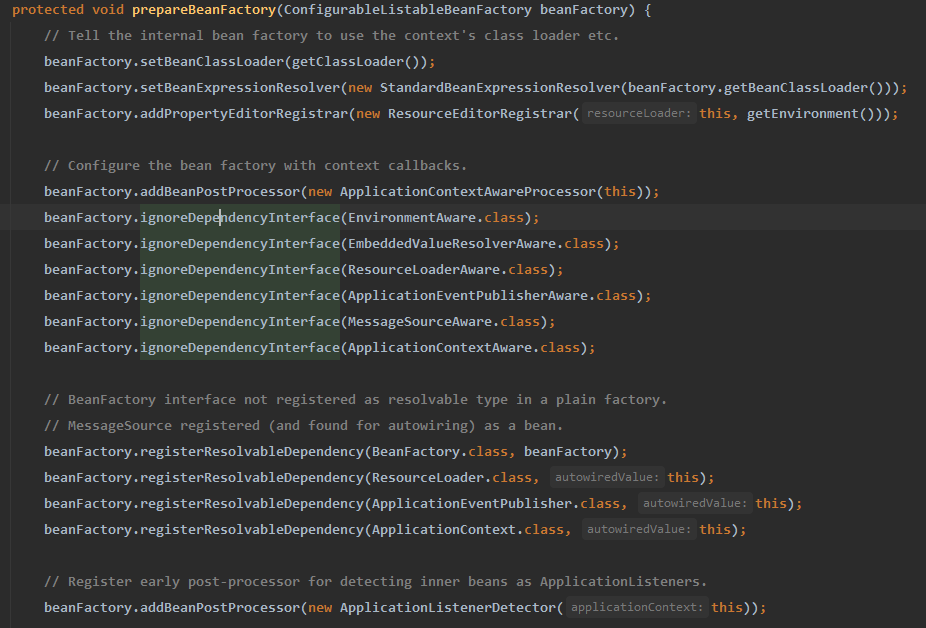 protected void prepareBeanFactory(ConfigurableListableBeanFactory beanFactory) {
// Tell the internal bean factory to use the context's class loader etc.
beanFactory.setBeanClassLoader(getClassLoader());
beanFactory.setBeanExpressionResolver(new StandardBeanExpressionResolver(beanFactory.getBeanClassLoader()));
beanFactory.addPropertyEditorRegistrar(new ResourceEditorRegistrar( resourceLoader: this, getEnvironment()));
// Configure the bean factory with context callbacks.
beanFactory.addBeanPostProcessor(new ApplicationContextAwareProcessor(this));
beanFactory.ignoreDependencyInterface(EnvironmentAware.class);
beanFactory.ignoreDependencyInterface(EmbeddedValueResolverAware.class);
beanFactory.ignoreDependencyInterface(ResourceLoaderAware.class);
beanFactory.ignoreDependencyInterface(ApplicationEventPublisherAware.class);
beanFactory.ignoreDependencyInterface(MessageSourceAware.class);
beanFactory.ignoreDependencyInterface(ApplicationContextAware.class);
// BeanFactory interface not registered as resolvable type in a plain factory.
// MessageSource registered (and found for autowiring) as a bean.
beanFactory.registerResolvableDependency(BeanFactory.class, beanFactory);
beanFactory.registerResolvableDependency(ResourceLoader.class, autowiredValue: this);
beanFactory.registerResolvableDependency(ApplicationEventPublisher.class, autowiredValue: this);
beanFactory.registerResolvableDependency(ApplicationContext.class, autowiredValue: this);
// Register early post-processor for detecting inner beans as ApplicationListeners.
beanFactory.addBeanPostProcessor(new ApplicationListenerDetector( applicationContext: this));